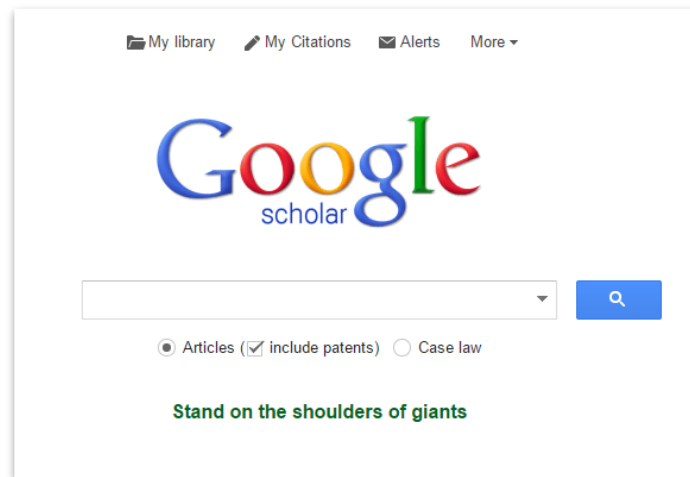 My library My Citations Alerts More
Google
scholar
Articles ( include patents) Case law
Stand on the shoulders of giants